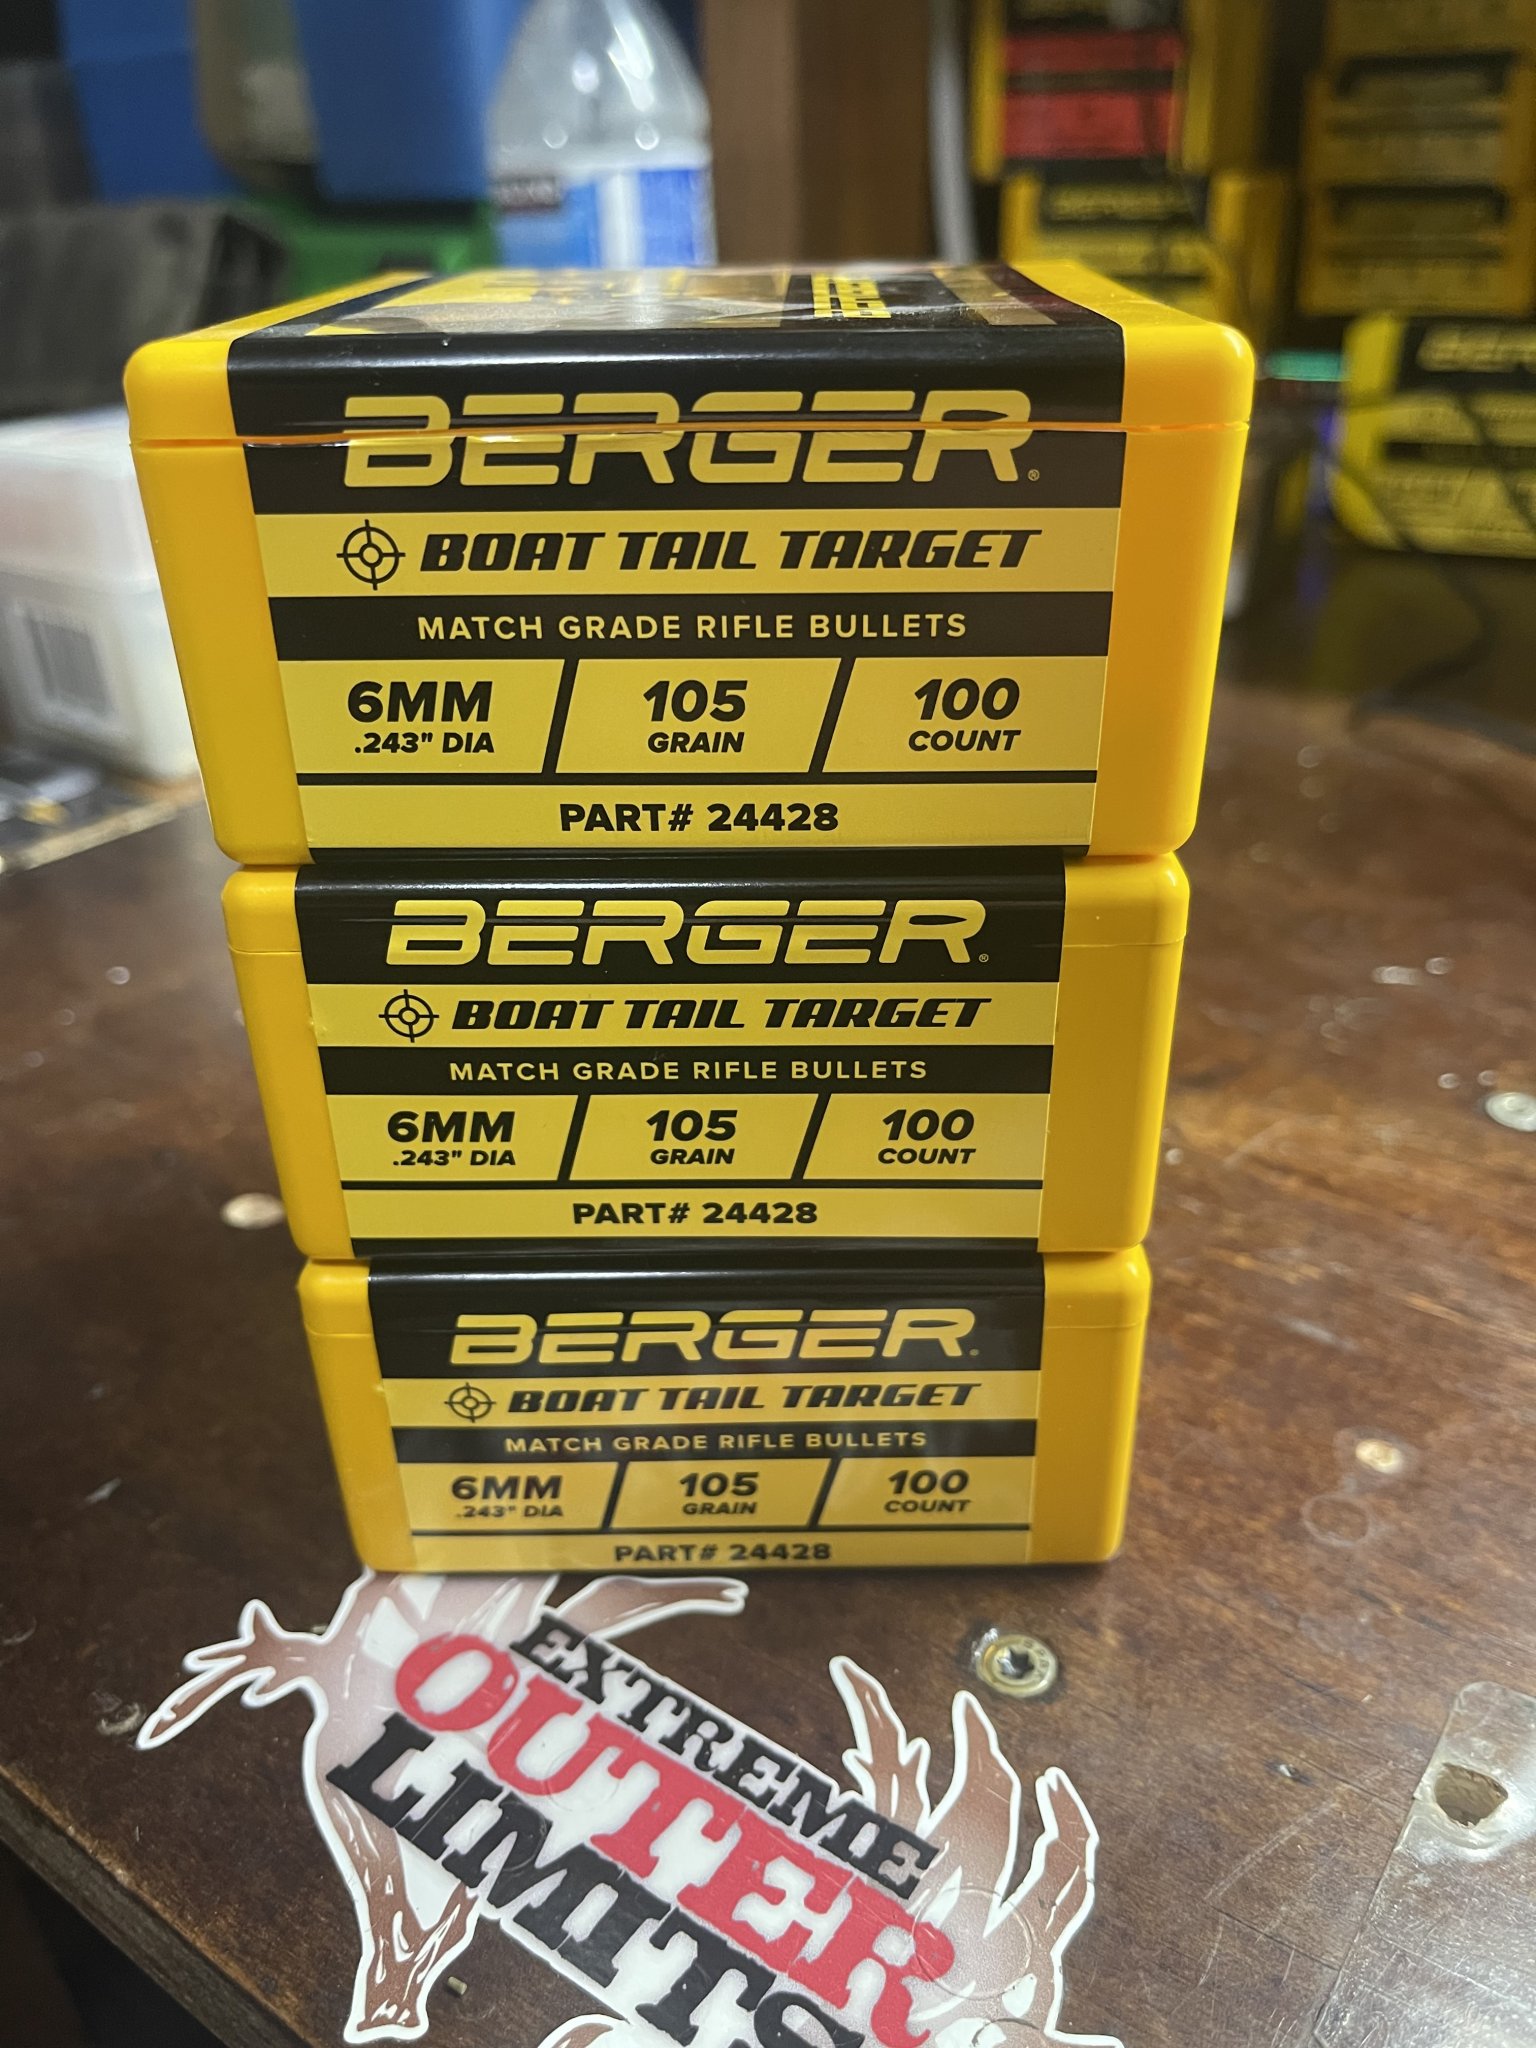 BERGER®
BOAT TAIL TARGET
MATCH GRADE RIFLE BULLETS
6MM 105 100
.243" DIA GRAIN COUNT
PART# 24428
BERGER®
BOAT TAIL TARGET
MATCH GRADE RIFLE BULLETS
6MM 105 100
.243" DIA GRAIN COUNT
PART# 24428
BERGER
BOAT TAIL TARGET
MATCH GRADE RIFLE BULLETS
6MM 105 100
.243" DIA GRAIN COUNT
PART# 24428
EXTREME
OUTER
LIMITS